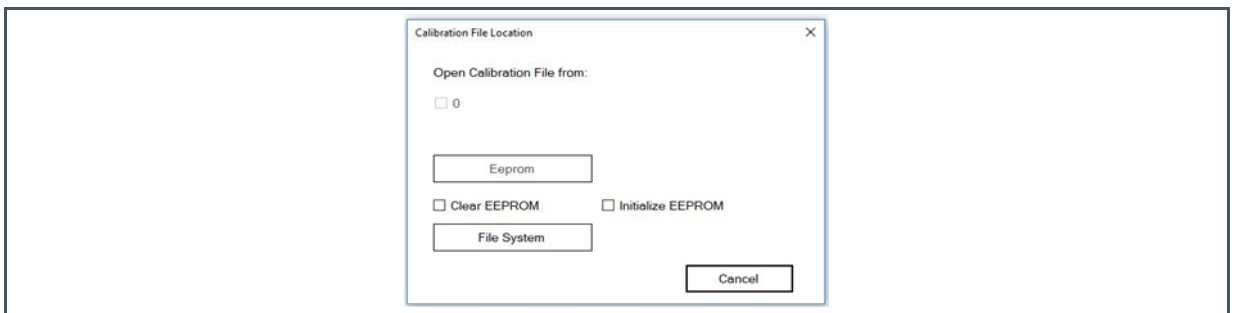 Calibration File Location
Open Calibration File from:
0
Eeprom
Clear EEPROM Initialize EEPROM
File System
Cancel